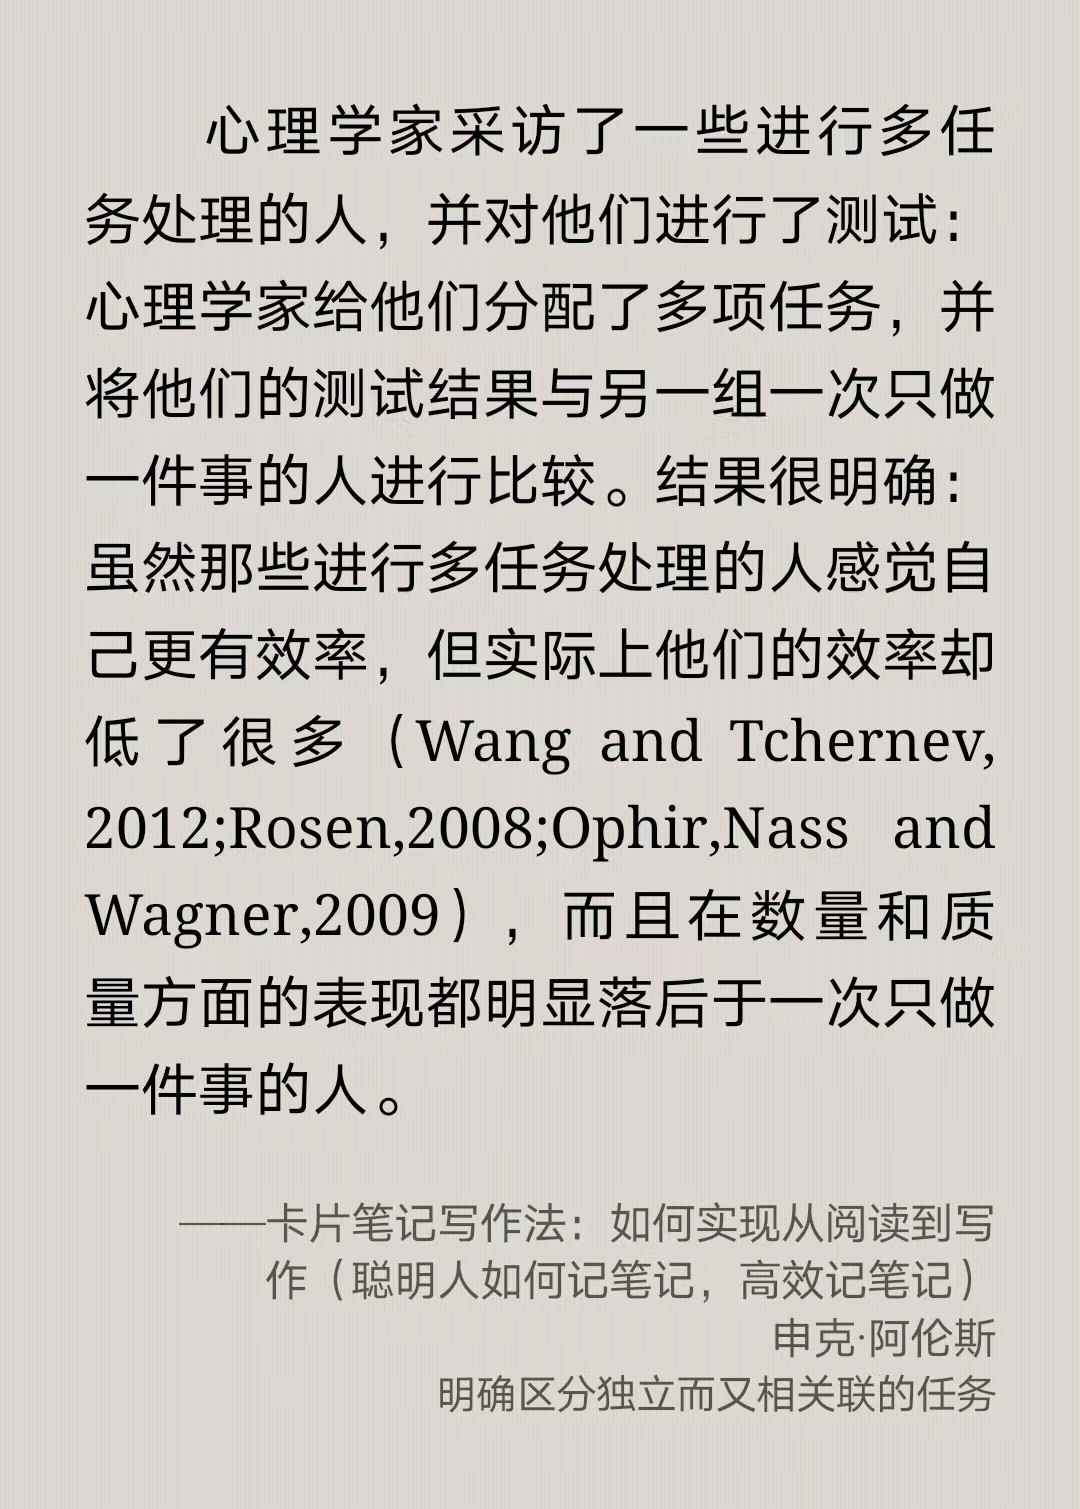 心理学家采访了一些进行多任
务处理的人，并对他们进行了测试：
心理学家给他们分配了多项任务，并
将他们的测试结果与另一组一次只做
一件事的人进行比较。结果很明确：
虽然那些进行多任务处理的人感觉自
己更有效率，但实际上他们的效率却
低了很多（Wang and Tchernev,
2012;Rosen,2008;Ophir,Nass and
Wagner,2009），而且在数量和质
量方面的表现都明显落后于一次只做
一件事的人。
——卡片笔记写作法：如何实现从阅读到写
作（聪明人如何记笔记，高效记笔记）
申克·阿伦斯
明确区分独立而又相关联的任务